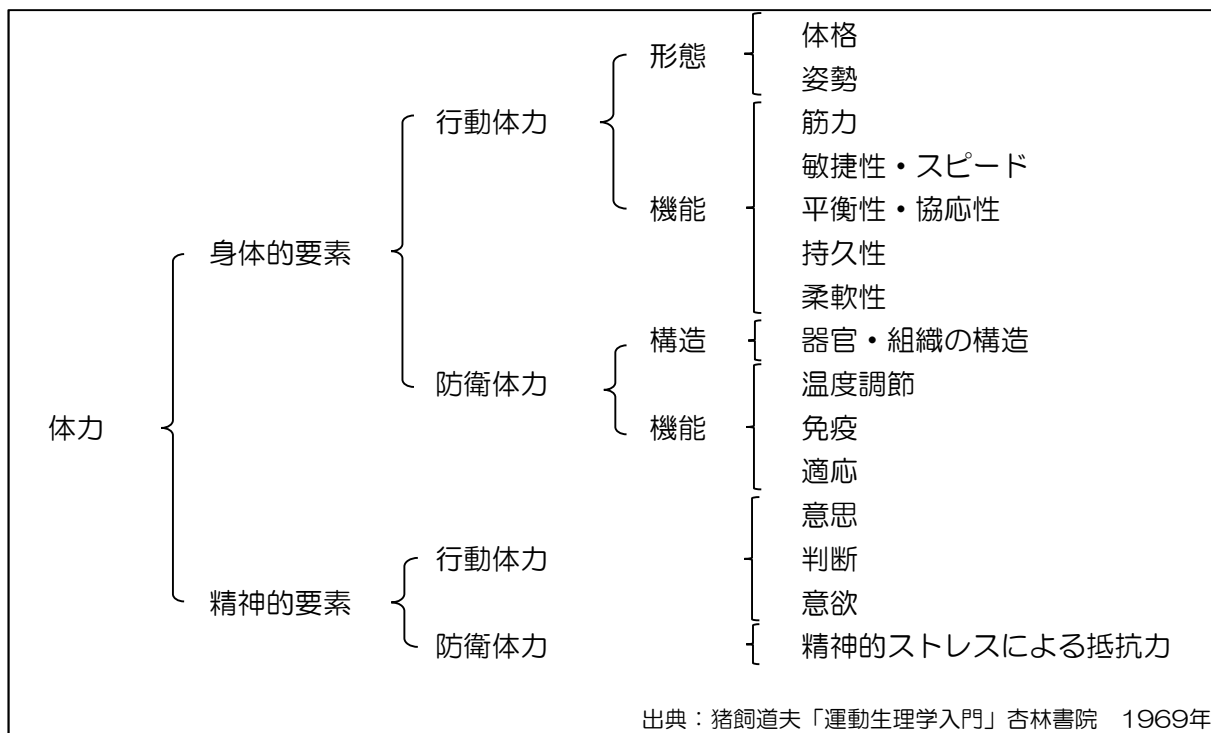 体力
身体的要素
行動体力
形態
体格
姿勢
機能
筋力
敏捷性・スピード
平衡性・協応性
持久性
柔軟性
防衛体力
構造
器官・組織の構造
機能
温度調節
免疫
適応
精神的要素
行動体力
意思
判断
意欲
防衛体力
精神的ストレスによる抵抗力
出典：猪飼道夫「運動生理学入門」杏林書院　1969年